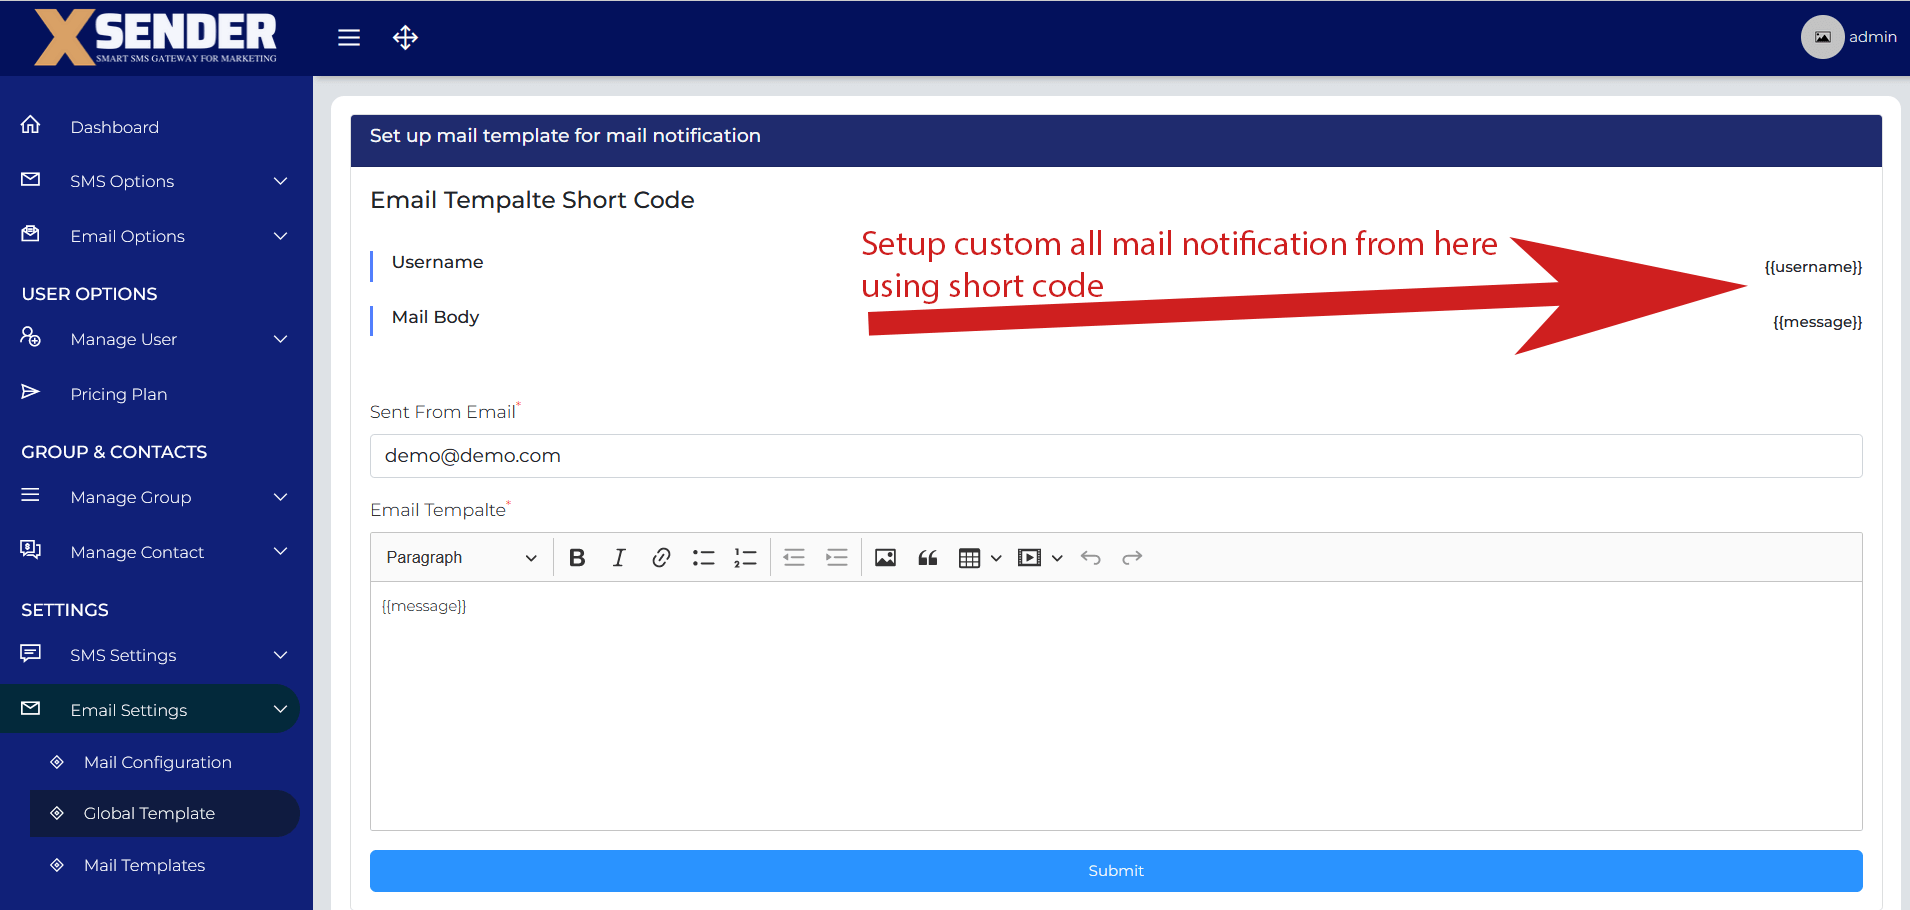 XSENDER
SMART SMS GATEWAY FOR MARKETING
admin
Dashboard
SMS Options
Email Options
USER OPTIONS
Manage User
Pricing Plan
GROUP & CONTACTS
Manage Group
Manage Contact
SETTINGS
SMS Settings
Email Settings
Mail Configuration
Global Template
Mail Templates
Set up mail template for mail notification
Email Tempalte Short Code
Setup custom all mail notification from here
using short code
Username
{{username}}
Mail Body
{{message}}
Sent From Email*
demo@demo.com
Email Tempalte*
Paragraph
{{message}}
Submit